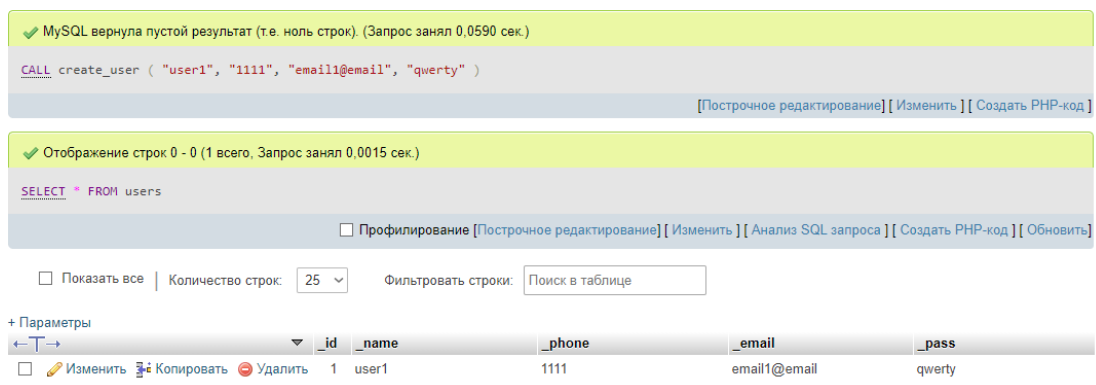 MySQL вернула пустой результат (т.е. ноль строк). (Запрос занял 0,0590 сек.)
CALL create_user ( "user1", "1111", "email1@email", "qwerty" )
[Построчное редактирование] [ Изменить ] [ Создать PHP-код ]
Отображение строк 0 - 0 (1 всего, Запрос занял 0,0015 сек.)
SELECT * FROM users
Профилирование [Построчное редактирование] [ Изменить ] [ Анализ SQL запроса ] [ Создать PHP-код ] [ Обновить]
Показать все | Количество строк: 25 Фильтровать строки: Поиск в таблице
+ Параметры
←T→ ▼ _id _name _phone _email _pass
Изменить Копировать Удалить 1 user1 1111 email1@email qwerty